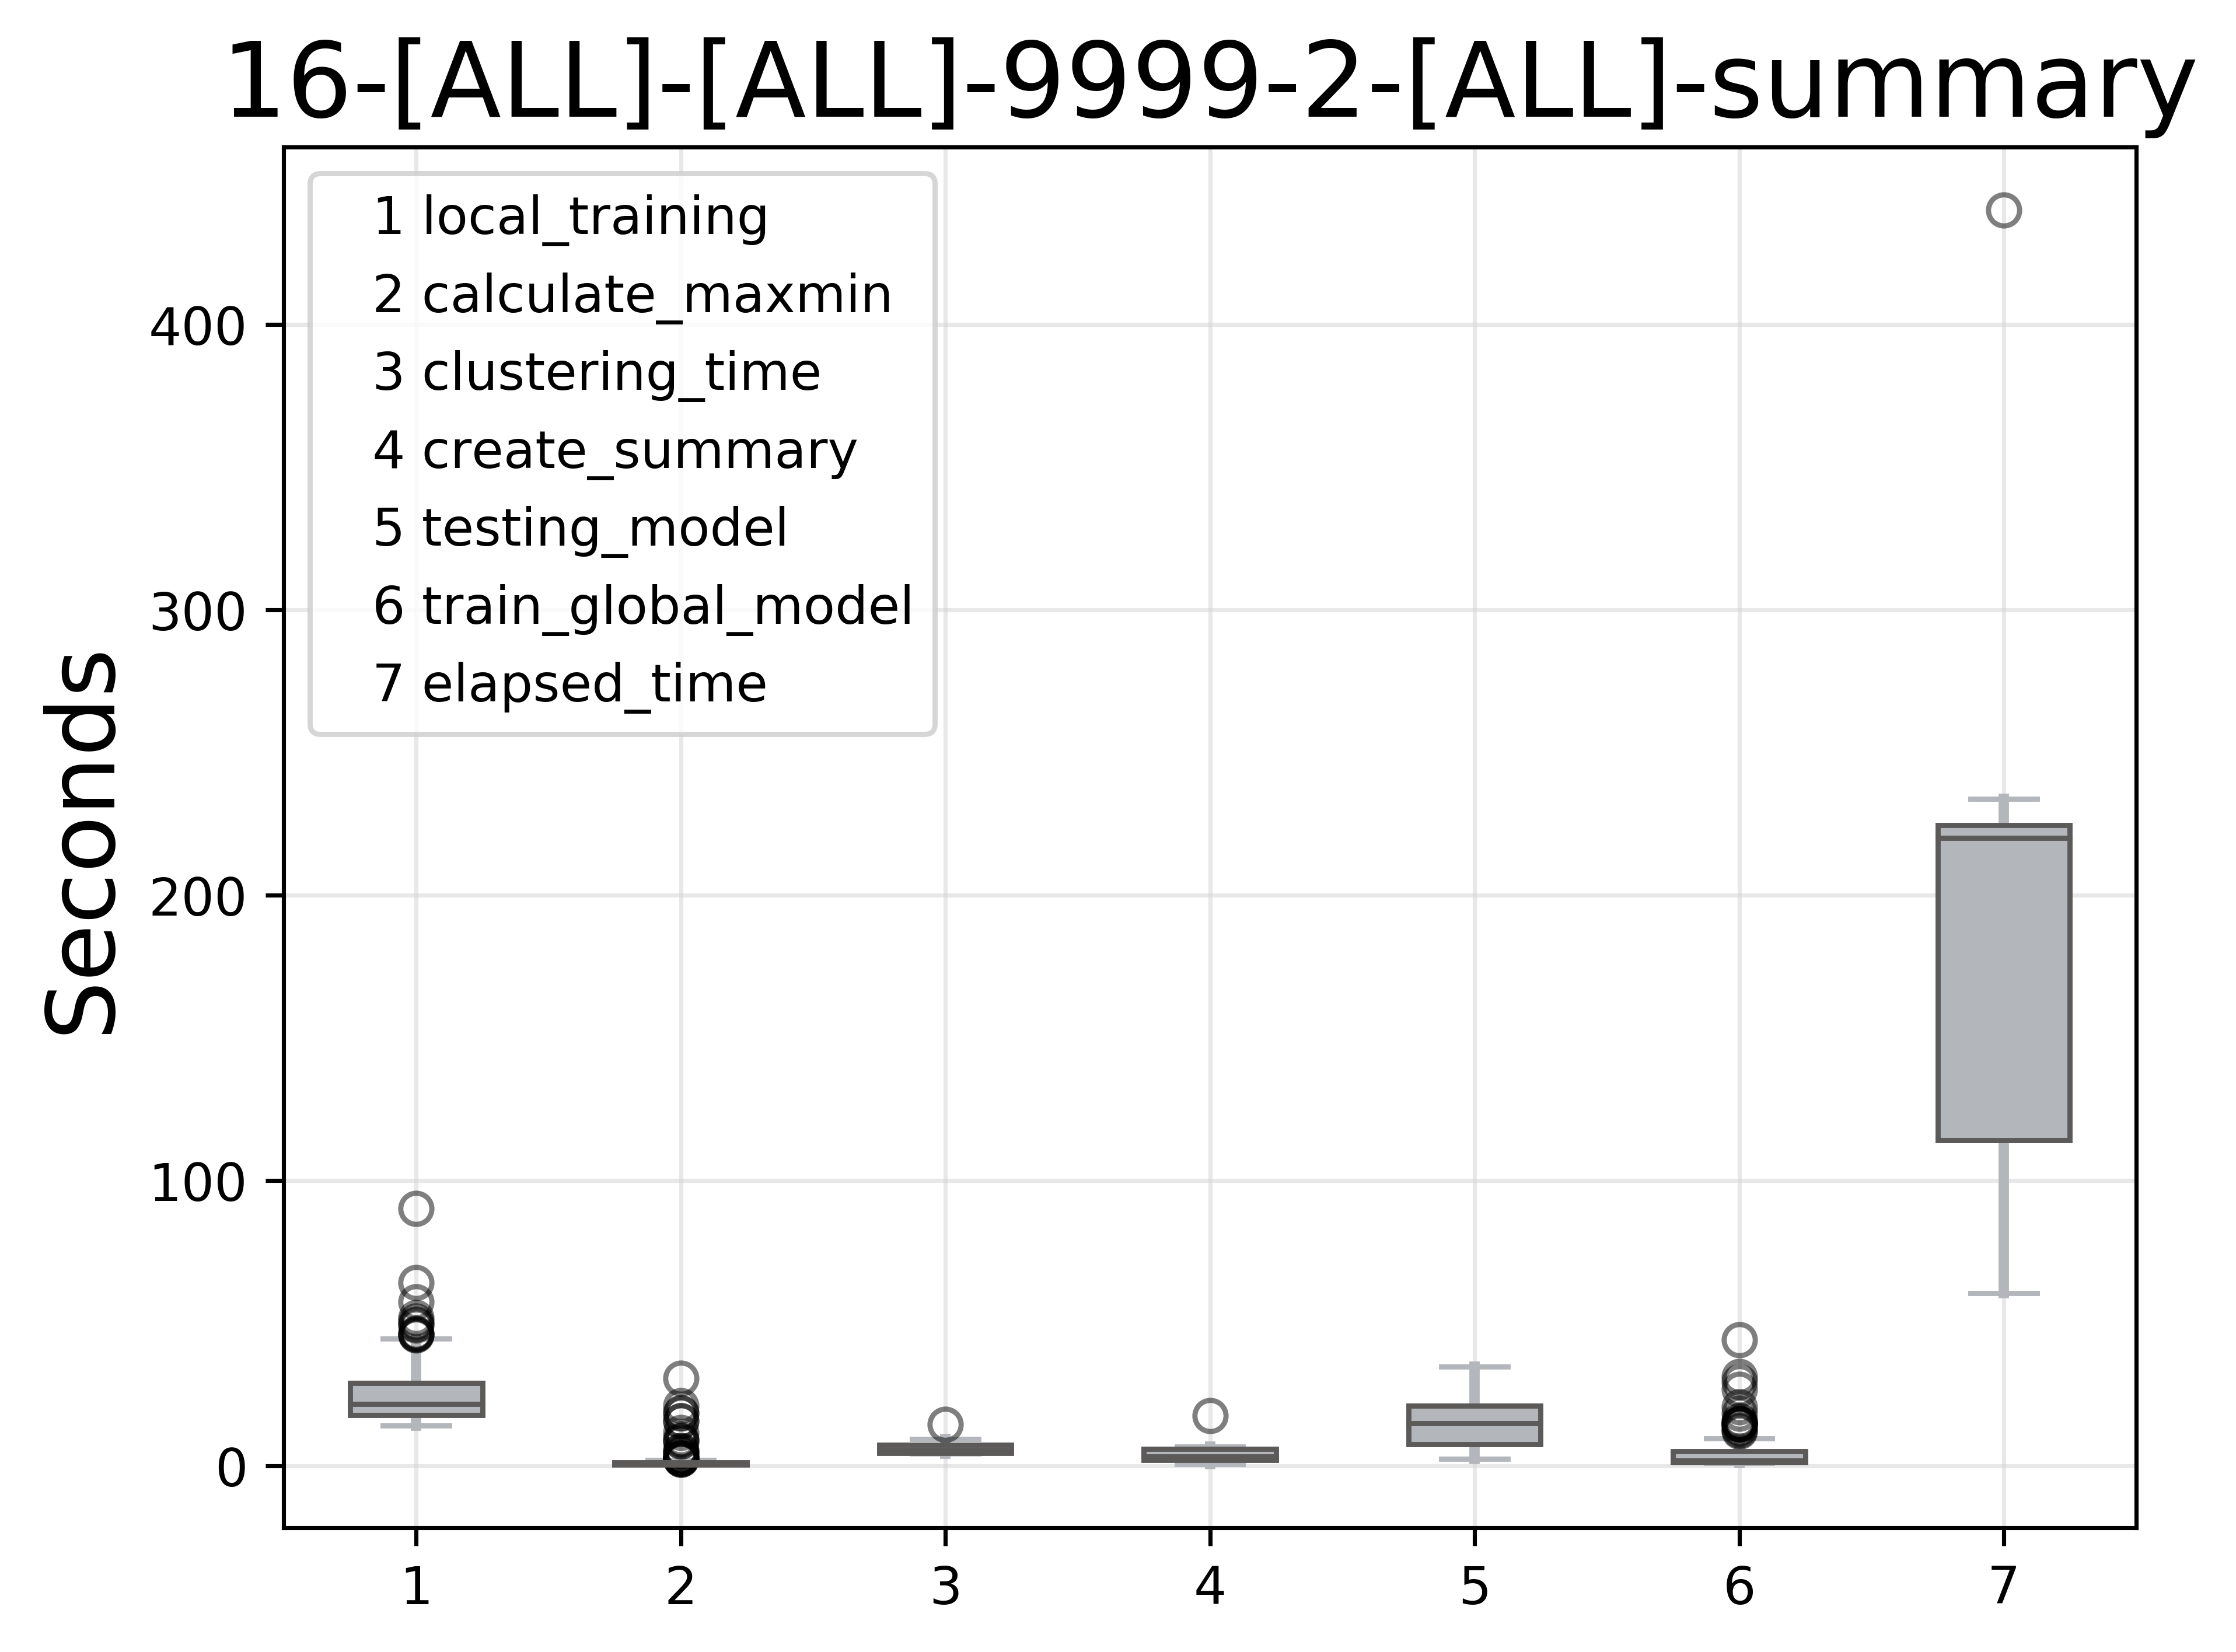 16-[ALL]-[ALL]-9999-2-[ALL]-summary
1 local_training
2 calculate_maxmin
3 clustering_time
4 create_summary
5 testing_model
6 train_global_model
7 elapsed_time
Seconds
400
300
200
100
0
1 2 3 4 5 6 7